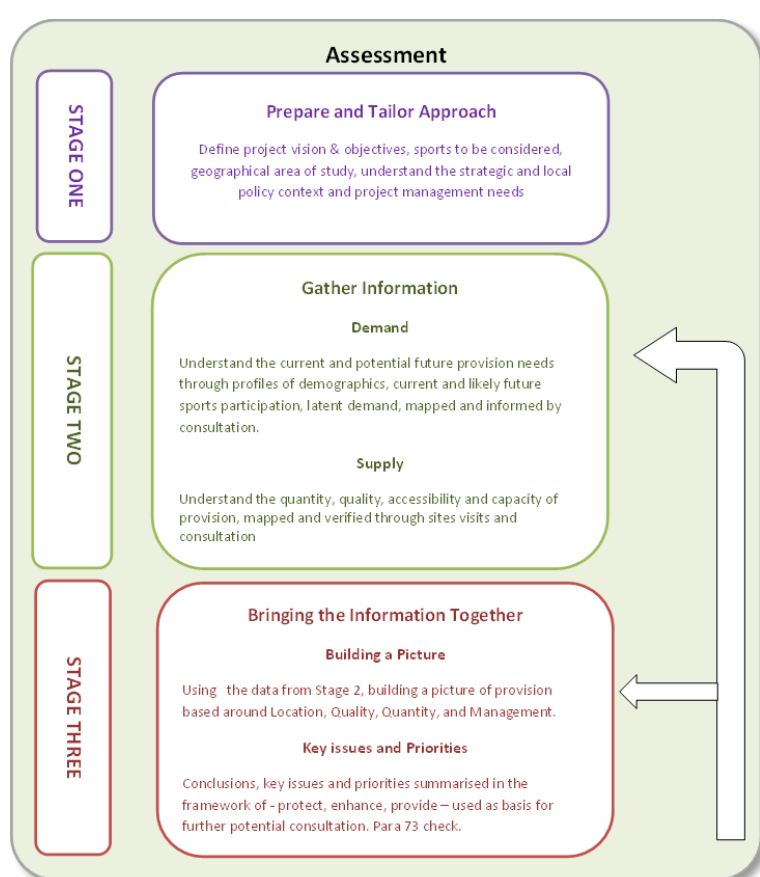 Assessment
STAGE ONE
Prepare and Tailor Approach
Define project vision & objectives, sports to be considered,
geographical area of study, understand the strategic and local
policy context and project management needs
STAGE TWO
Gather Information
Demand
Understand the current and potential future provision needs
through profiles of demographics, current and likely future
sports participation, latent demand, mapped and informed by
consultation.
Supply
Understand the quantity, quality, accessibility and capacity of
provision, mapped and verified through sites visits and
consultation
STAGE THREE
Bringing the Information Together
Building a Picture
Using the data from Stage 2, building a picture of provision
based around Location, Quality, Quantity, and Management.
Key issues and Priorities
Conclusions, key issues and priorities summarised in the
framework of - protect, enhance, provide – used as basis for
further potential consultation. Para 73 check.